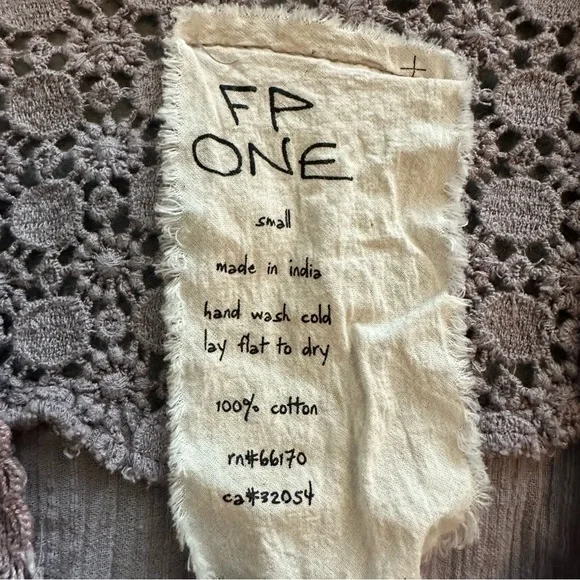 FP
ONE
small
made in india
hand wash cold
lay flat to dry
100% cotton
rn#66170
ca#32054